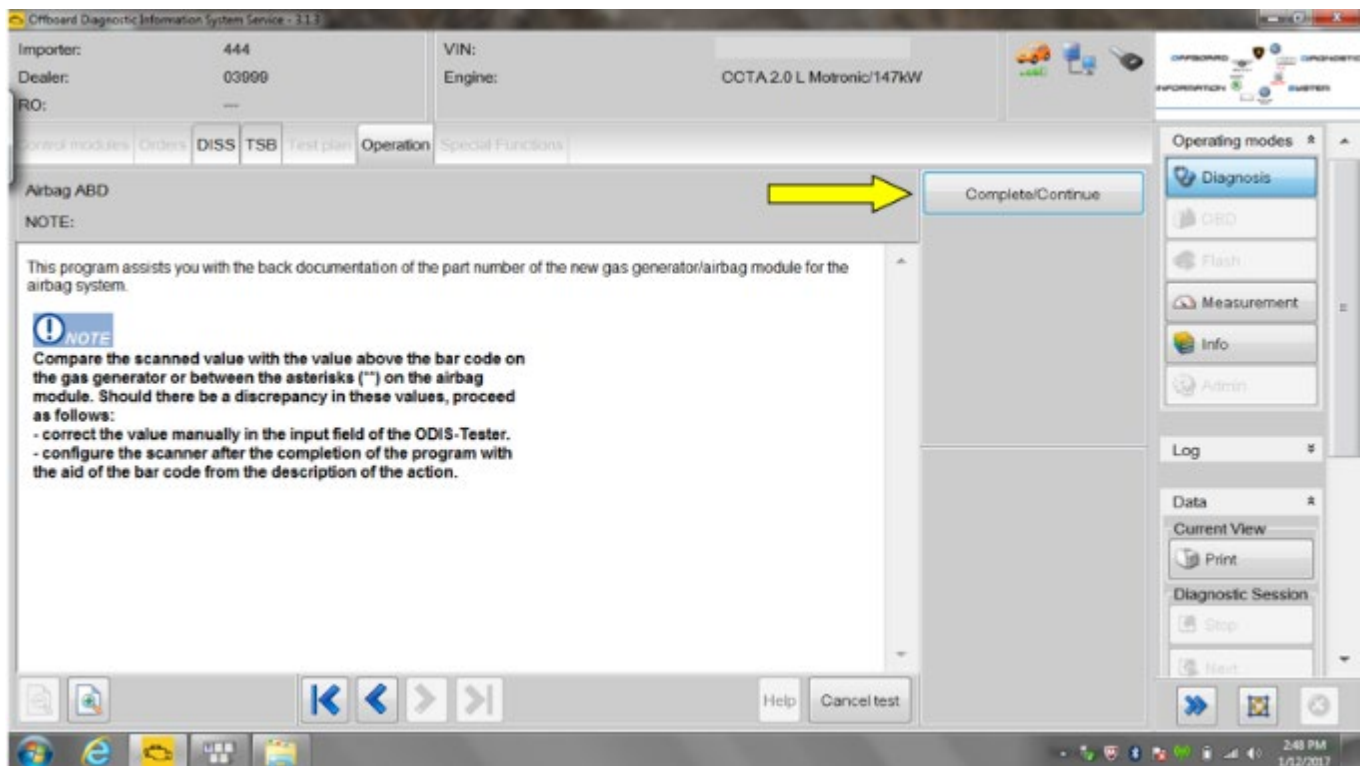 Offboard Diagnostic Information System Service - 3.1.3
Importer: 444
Dealer: 03999
RO: ---
VIN:
Engine: CCTA 2.0 L Motronic/147kW
OFFBOARD DIAGNOSTIC
INFORMATION SYSTEM
Control modules Orders DISS TSB Test plan Operation Special Functions
Airbag ABD
NOTE:
Complete/Continue
This program assists you with the back documentation of the part number of the new gas generator/airbag module for the
airbag system.
NOTE
Compare the scanned value with the value above the bar code on
the gas generator or between the asterisks (**) on the airbag
module. Should there be a discrepancy in these values, proceed
as follows:
- correct the value manually in the input field of the ODIS-Tester.
- configure the scanner after the completion of the program with
the aid of the bar code from the description of the action.
Help Cancel test
Operating modes
Diagnosis
OBD
Flash
Measurement
Info
Admin
Log
Data
Current View
Print
Diagnostic Session
Stop
Next
2:48 PM
1/12/2017